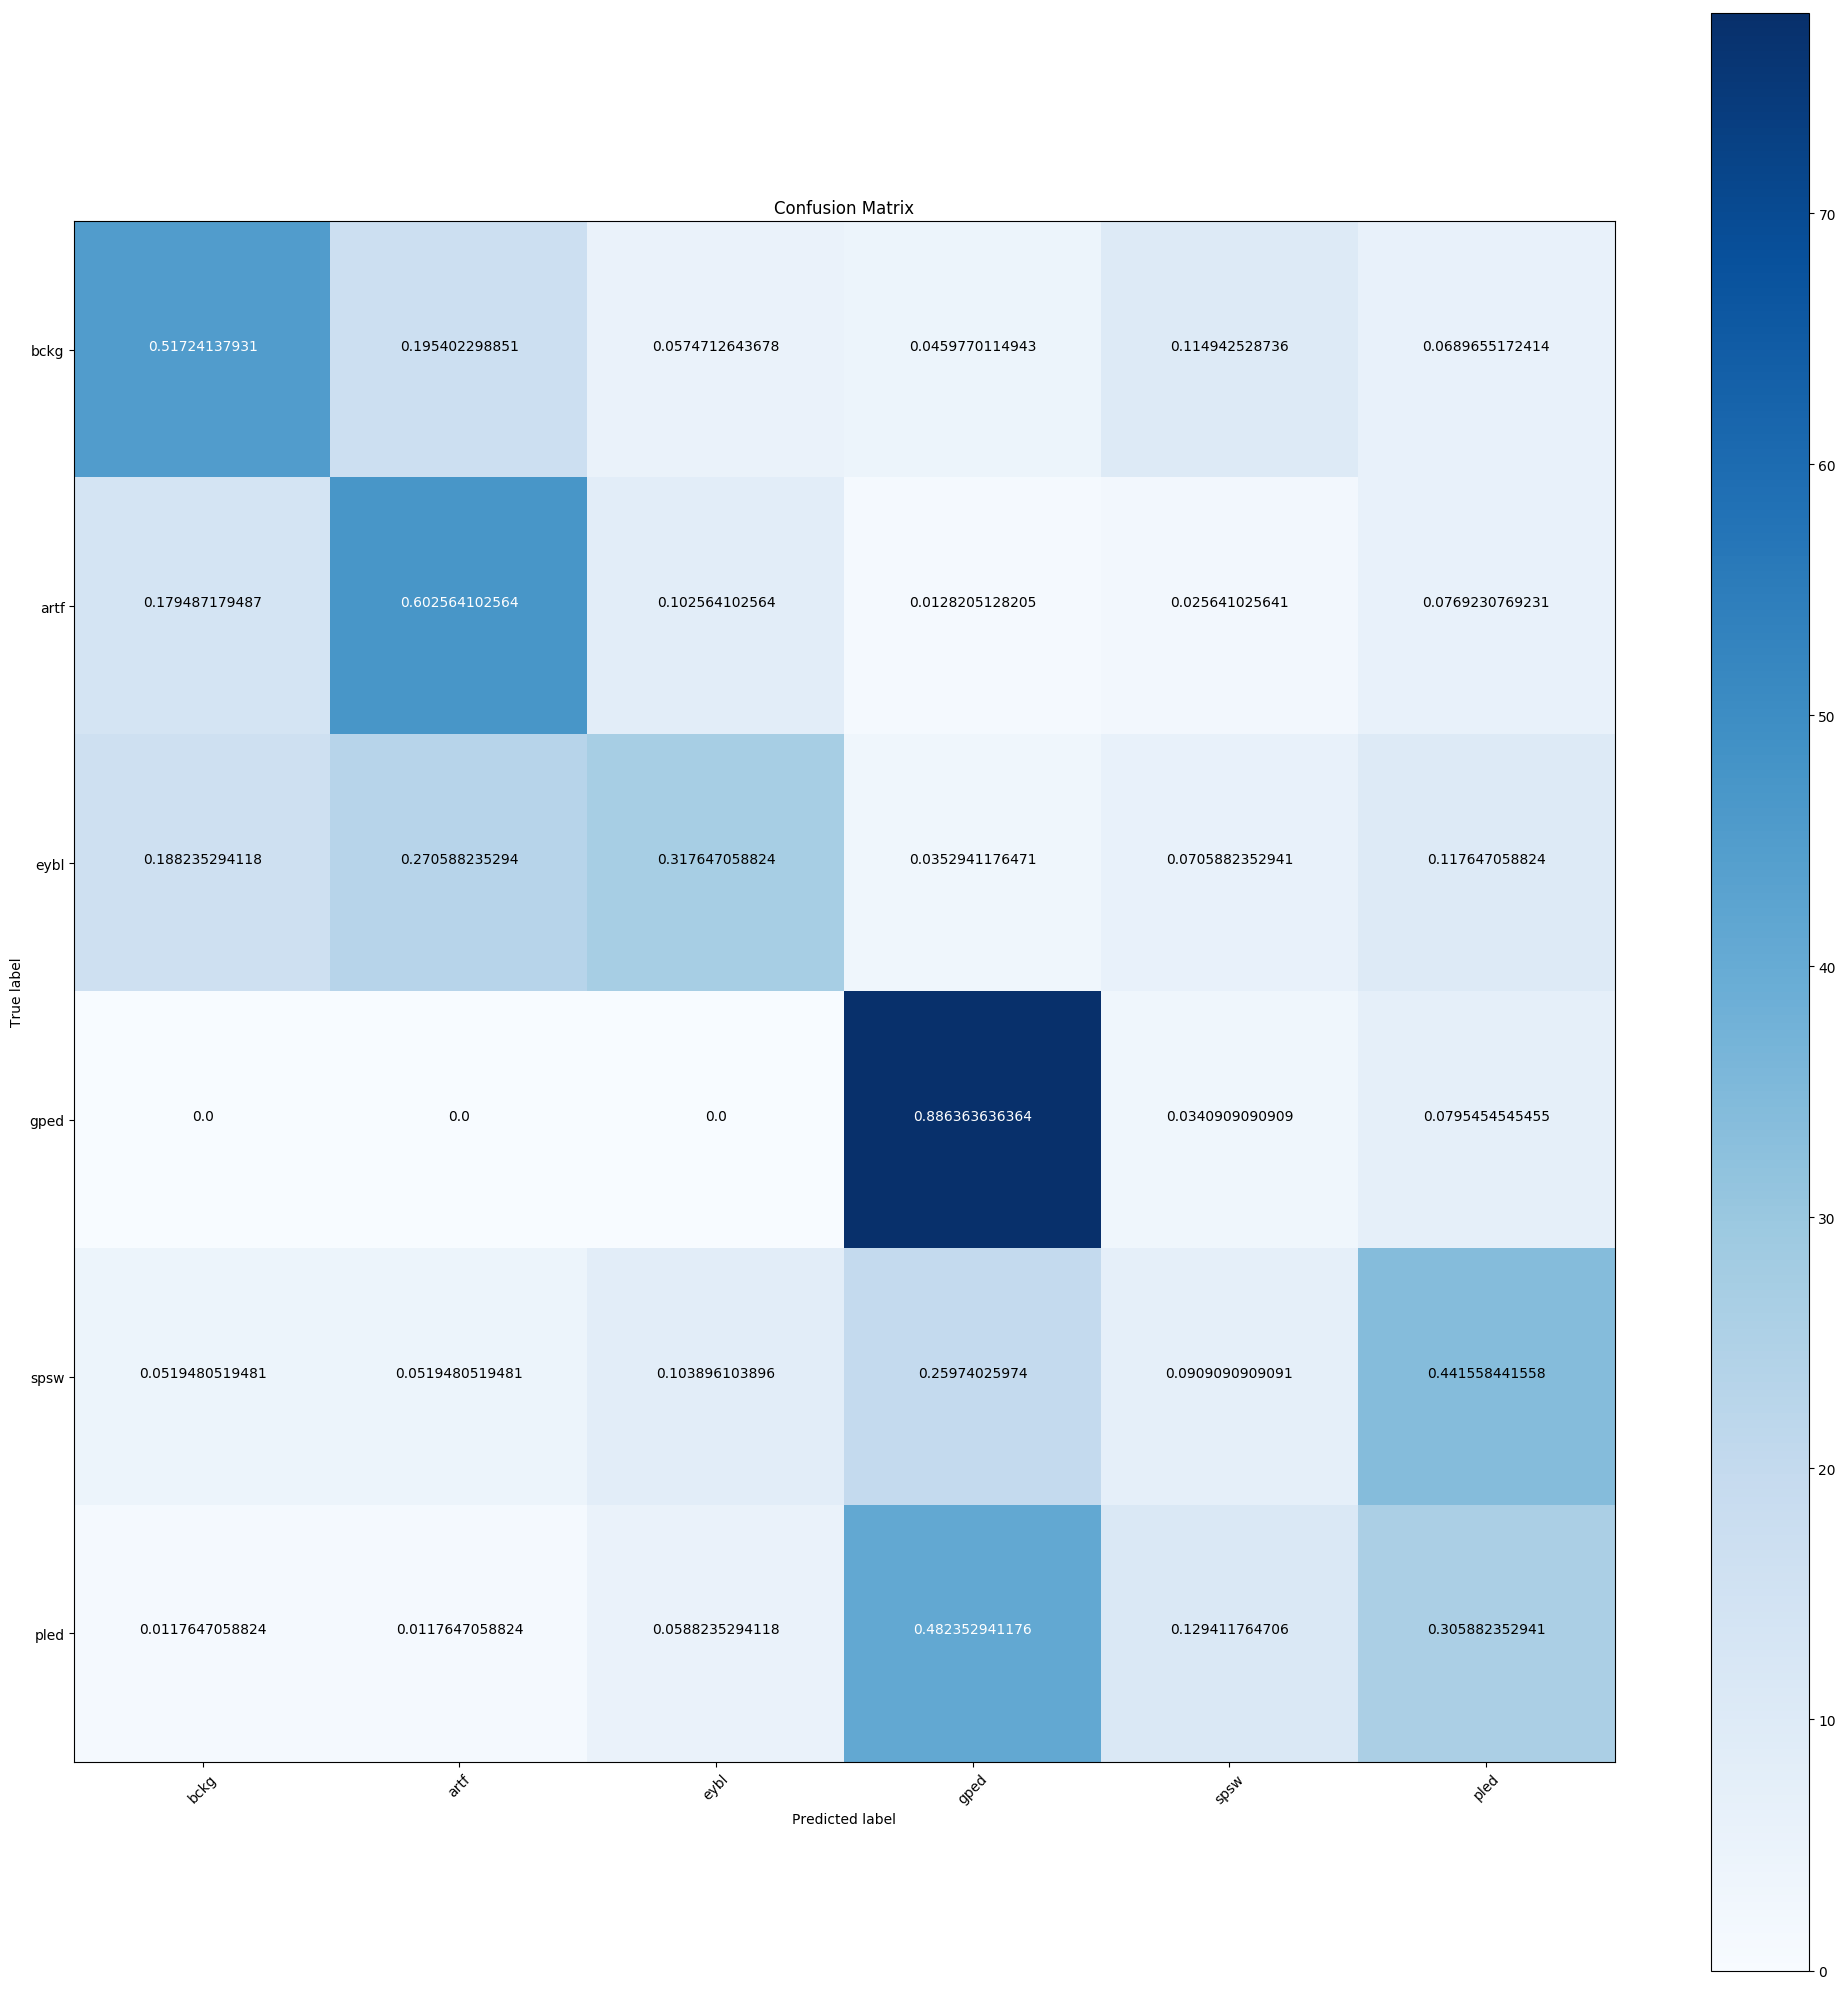 Confusion Matrix
bckg 0.51724137931 0.195402298851 0.0574712643678 0.0459770114943 0.114942528736 0.0689655172414
artf 0.179487179487 0.602564102564 0.102564102564 0.0128205128205 0.025641025641 0.0769230769231
eybl 0.188235294118 0.270588235294 0.317647058824 0.0352941176471 0.0705882352941 0.117647058824
True label
gped 0.0 0.0 0.0 0.886363636364 0.0340909090909 0.0795454545455
spsw 0.0519480519481 0.0519480519481 0.103896103896 0.25974025974 0.0909090909091 0.441558441558
pled 0.0117647058824 0.0117647058824 0.0588235294118 0.482352941176 0.129411764706 0.305882352941
bckg artf eybl gped spsw pled
Predicted label
70
60
50
40
30
20
10
0